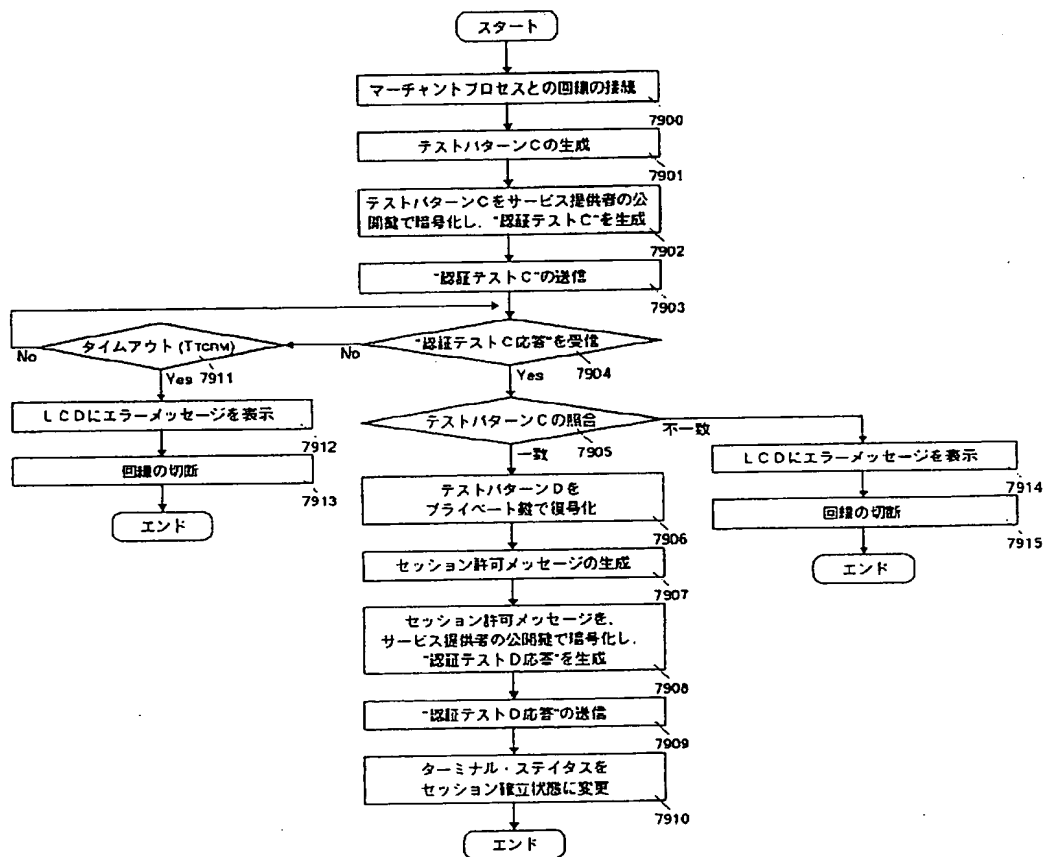 スタート
マーチャントプロセスとの回線の接続
7900
テストパターンCの生成
7901
テストパターンCをサービス提供者の公
開鍵で暗号化し、"認証テストC"を生成
7902
"認証テストC"の送信
7903
"認証テストC応答"を受信
7904
No
Yes
タイムアウト(TTCRM)
7911
No
Yes
LCDにエラーメッセージを表示
7912
回線の切断
7913
エンド
テストパターンCの照合
7905
不一致
一致
LCDにエラーメッセージを表示
7914
回線の切断
7915
エンド
テストパターンDを
プライベート鍵で復号化
7906
セッション許可メッセージの生成
7907
セッション許可メッセージを、
サービス提供者の公開鍵で暗号化し、
"認証テストD応答"を生成
7908
"認証テストD応答"の送信
7909
ターミナル・ステイタスを
セッション確立状態に変更
7910
エンド